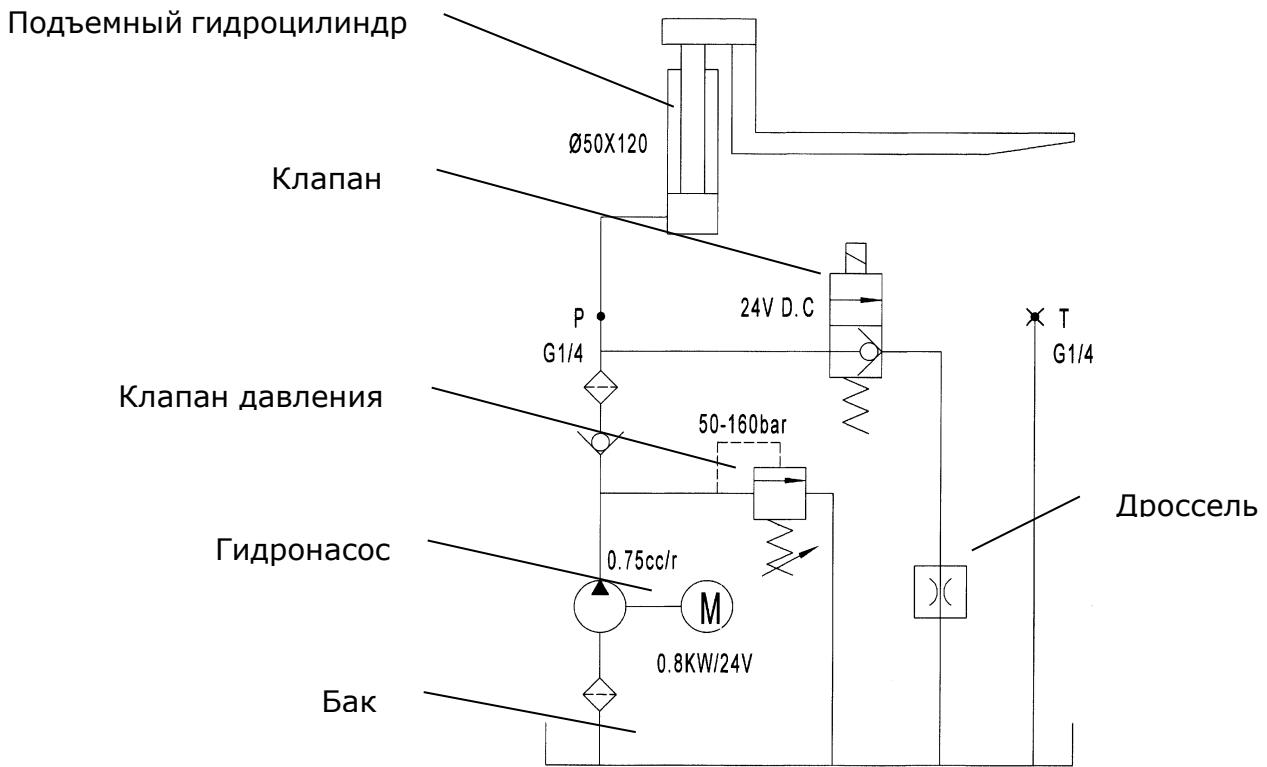 Подъемный гидроцилиндр
Ø50X120
Клапан
24V D.C
P
T
G1/4
G1/4
Клапан давления
50-160bar
Дроссель
Гидронасос
0.75cc/r
M
0.8KW/24V
Бак